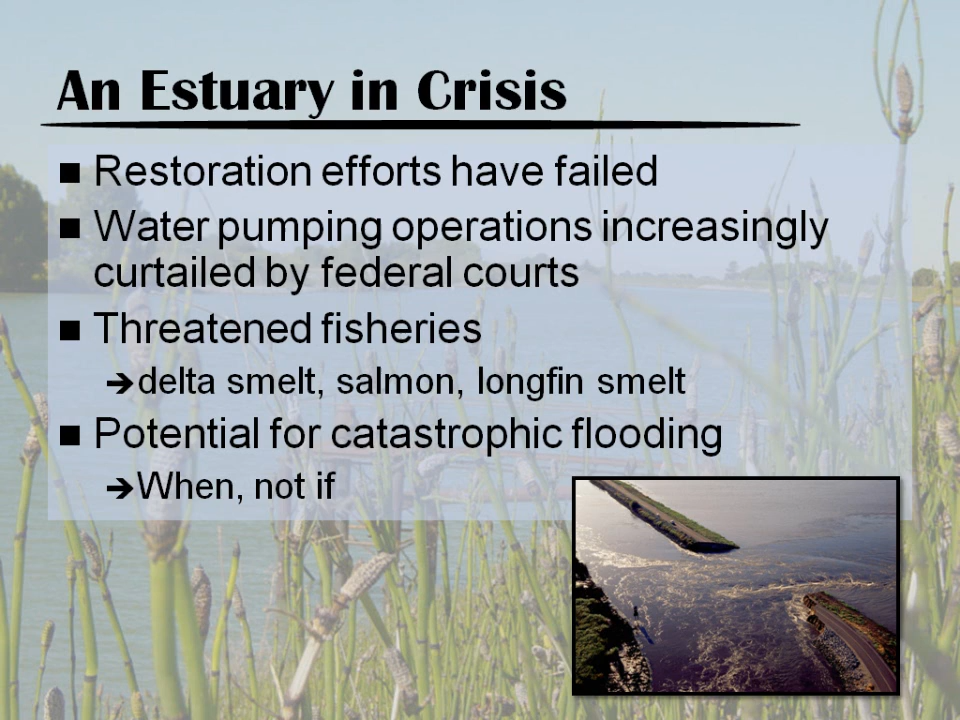 An Estuary in Crisis
■ Restoration efforts have failed
■ Water pumping operations increasingly
curtailed by federal courts
■ Threatened fisheries
➔delta smelt, salmon, longfin smelt
■ Potential for catastrophic flooding
➔When, not if